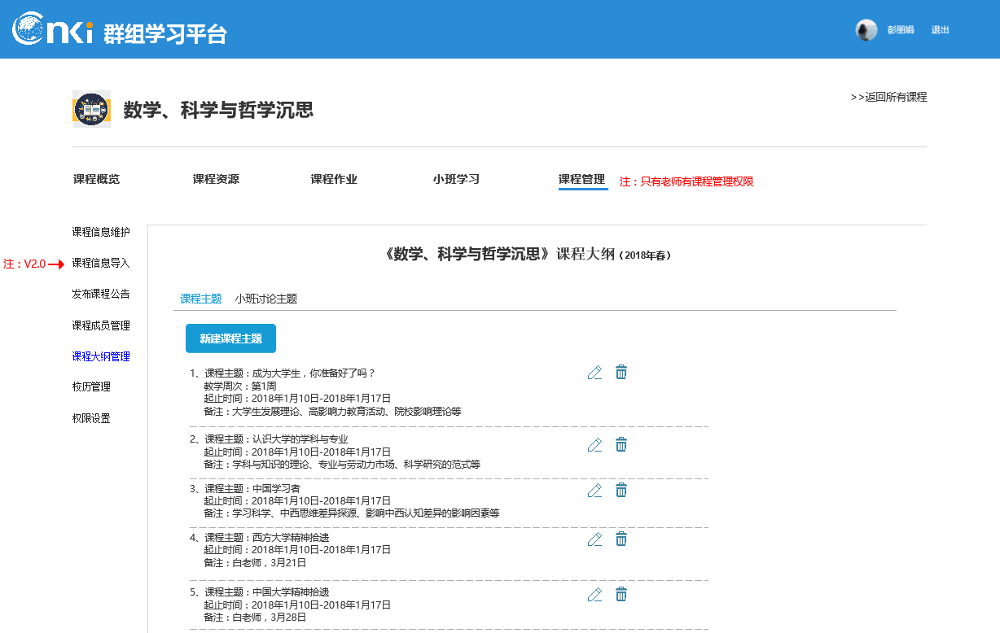 Cnki 群组学习平台
彭丽娟 退出
数学、科学与哲学沉思
>>返回所有课程
课程概览 课程资源 课程作业 小班学习 课程管理 注：只有老师有课程管理权限
课程信息维护
注：V2.0 课程信息导入
发布课程公告
课程成员管理
课程大纲管理
校历管理
权限设置
《数学、科学与哲学沉思》课程大纲（2018年春）
课程主题 小班讨论主题
新建课程主题
1、课程主题：成为大学生，你准备好了吗？
教学周次：第1周
起止时间：2018年1月10日-2018年1月17日
备注：大学生发展理论、高影响力教育活动、院校影响理论等
2、课程主题：认识大学的学科与专业
起止时间：2018年1月10日-2018年1月17日
备注：学科与知识的理论、专业与劳动力市场、科学研究的范式等
3、课程主题：中国学习者
起止时间：2018年1月10日-2018年1月17日
备注：学习科学、中西思维差异探源、影响中西认知差异的影响因素等
4、课程主题：西方大学精神拾遗
起止时间：2018年1月10日-2018年1月17日
备注：白老师，3月21日
5、课程主题：中国大学精神拾遗
起止时间：2018年1月10日-2018年1月17日
备注：白老师，3月28日